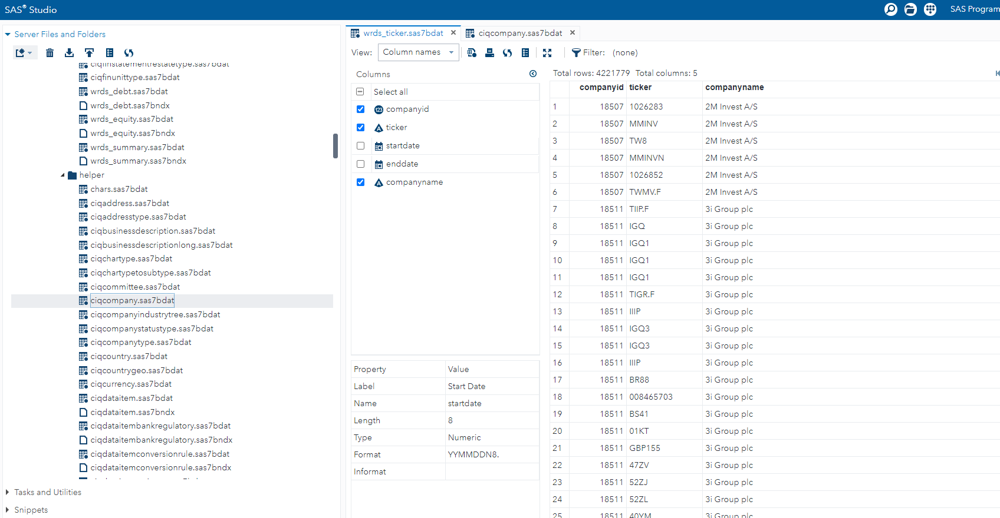 SAS® Studio
SAS Program
Server Files and Folders
ciqfinstatementrestatetype.sas7bdat
ciqfinunittype.sas7bdat
wrds_debt.sas7bdat
wrds_debt.sas7bndx
wrds_equity.sas7bdat
wrds_equity.sas7bndx
wrds_summary.sas7bdat
wrds_summary.sas7bndx
helper
chars.sas7bdat
ciqaddress.sas7bdat
ciqaddresstype.sas7bdat
ciqbusinessdescription.sas7bdat
ciqbusinessdescriptionlong.sas7bdat
ciqchartype.sas7bdat
ciqchartypetosubtype.sas7bdat
ciqcommittee.sas7bdat
ciqcompany.sas7bdat
ciqcompanyindustrytree.sas7bdat
ciqcompanystatustype.sas7bdat
ciqcompanytype.sas7bdat
ciqcountry.sas7bdat
ciqcountrygeo.sas7bdat
ciqcurrency.sas7bdat
ciqdataitem.sas7bdat
ciqdataitem.sas7bndx
ciqdataitembankregulatory.sas7bdat
ciqdataitembankregulatory.sas7bndx
ciqdataitemconversionrule.sas7bdat
ciqdataitemconversionrule.sas7bndx
Tasks and Utilities
Snippets
wrds_ticker.sas7bdat ciqcompany.sas7bdat
View: Column names Filter: (none)
Columns
Select all
companyid
ticker
startdate
enddate
companyname
Property Value
Label Start Date
Name startdate
Length 8
Type Numeric
Format YYMMDDN8.
Informat
Total rows: 4221779 Total columns: 5
companyid ticker companyname
1 18507 1026283 2M Invest A/S
2 18507 MMINV 2M Invest A/S
3 18507 TW8 2M Invest A/S
4 18507 MMINVN 2M Invest A/S
5 18507 1026852 2M Invest A/S
6 18507 TWMV.F 2M Invest A/S
7 18511 TIIP.F 3i Group plc
8 18511 IGQ 3i Group plc
9 18511 IGQ1 3i Group plc
10 18511 IGQ1 3i Group plc
11 18511 IGQ1 3i Group plc
12 18511 TIGR.F 3i Group plc
13 18511 IIIP 3i Group plc
14 18511 IGQ3 3i Group plc
15 18511 IGQ3 3i Group plc
16 18511 IIIP 3i Group plc
17 18511 BR88 3i Group plc
18 18511 008465703 3i Group plc
19 18511 BS41 3i Group plc
20 18511 01KT 3i Group plc
21 18511 GBP155 3i Group plc
22 18511 47ZV 3i Group plc
23 18511 52ZJ 3i Group plc
24 18511 52ZL 3i Group plc
25 18511 40YM 3i Group plc